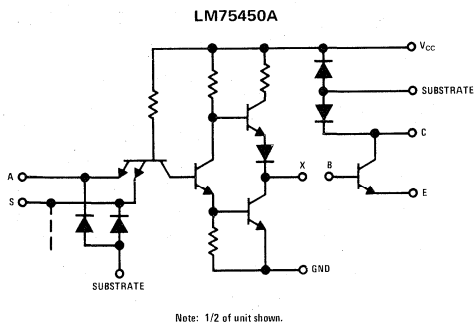 LM75450A
VCC
SUBSTRATE
C
A
X
B
S
E
GND
SUBSTRATE
Note: 1/2 of unit shown.